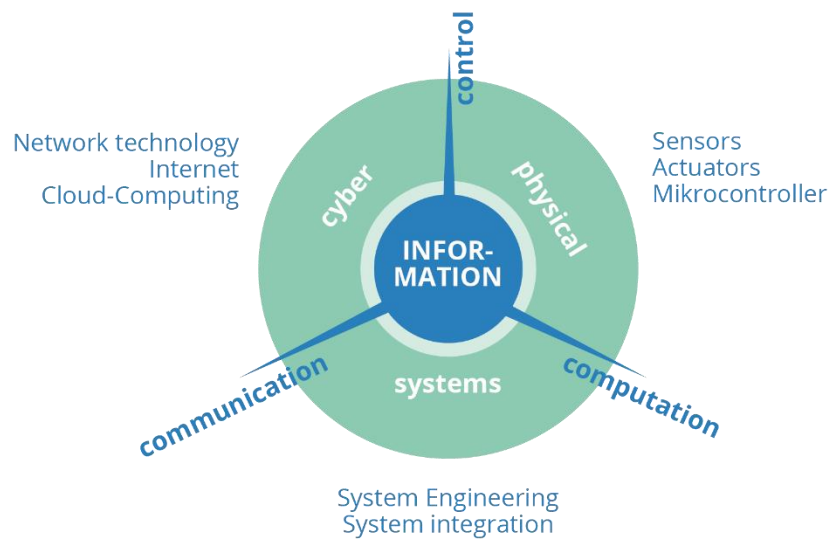 control
Network technology
Internet
Cloud-Computing
Sensors
Actuators
Mikrocontroller
cyber
physical
INFOR-
MATION
systems
communication
computation
System Engineering
System integration